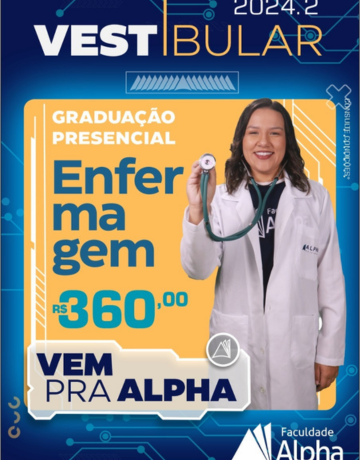 2024.2
VESTIBULAR
GRADUAÇÃO
PRESENCIAL
Enfer
ma
gem
R$360,00
VEM
PRA ALPHA
Faculdade
Alpha